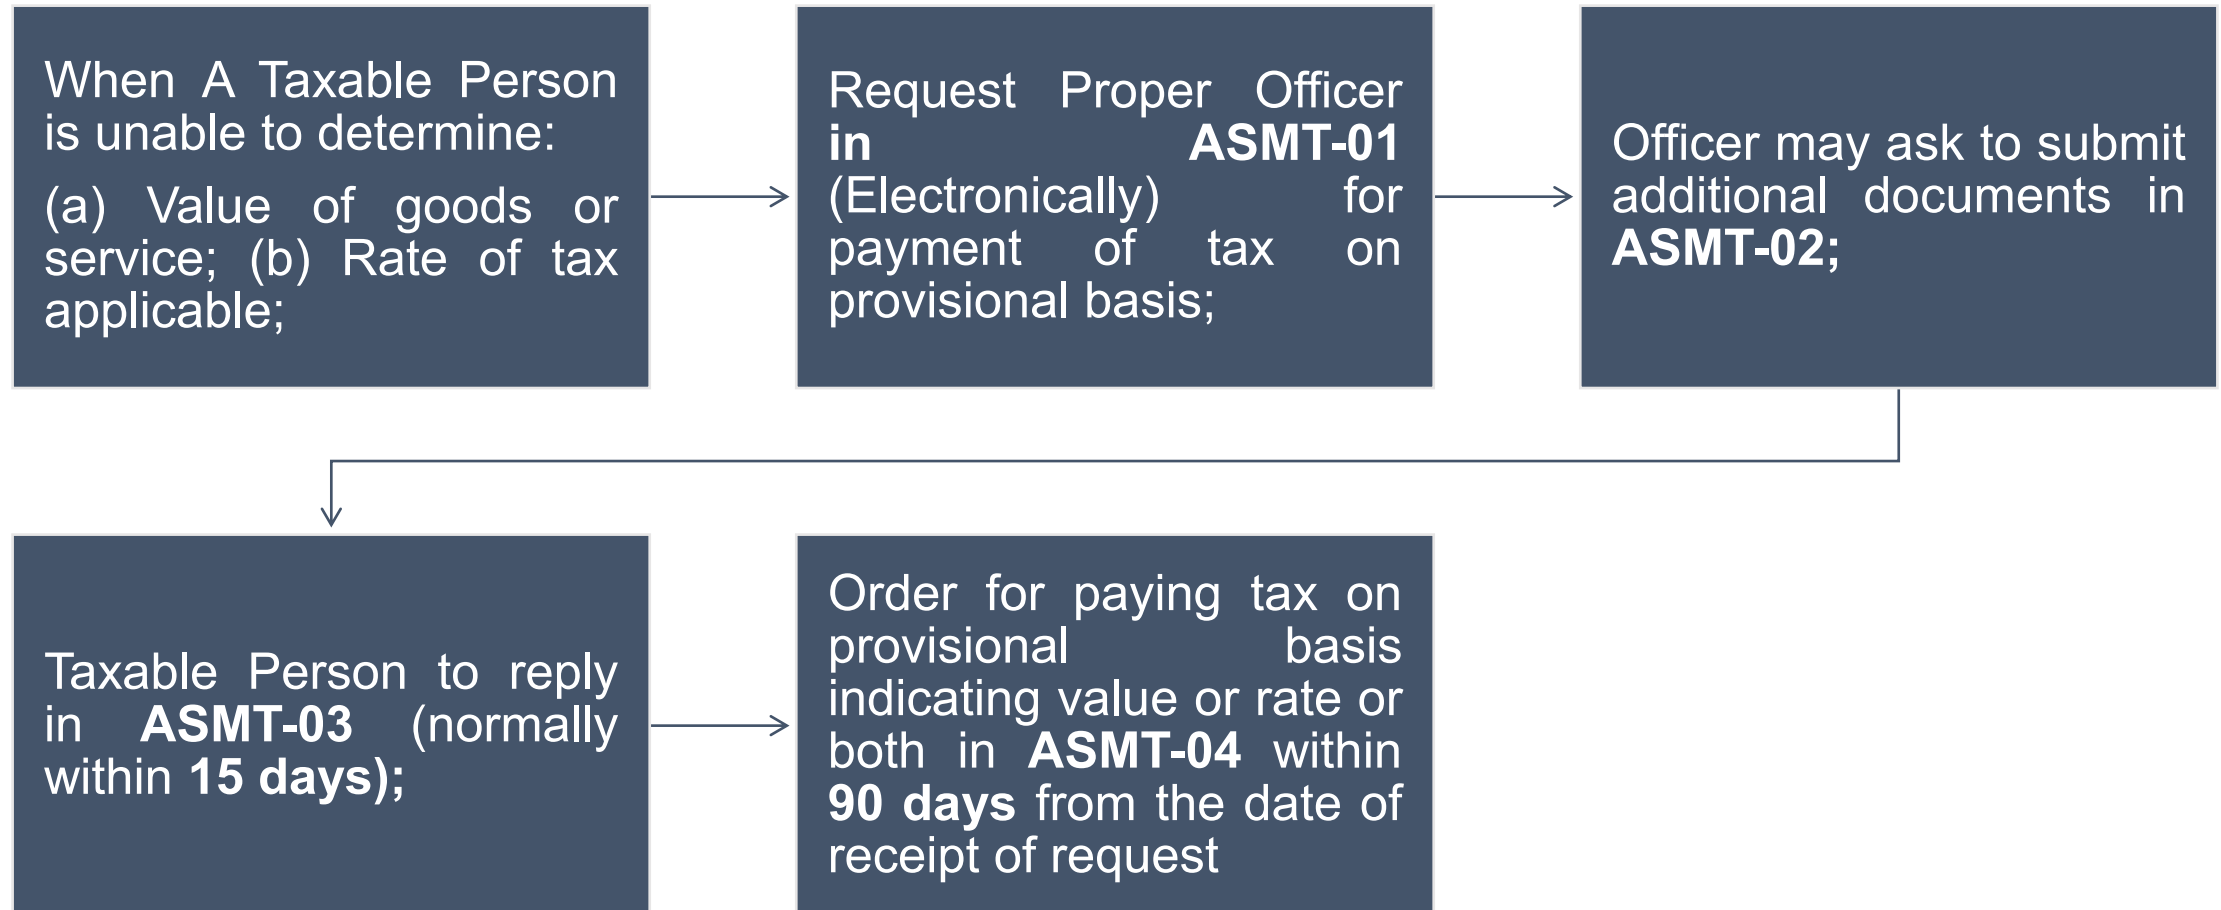 When A Taxable Person
is unable to determine:
(a) Value of goods or
service; (b) Rate of tax
applicable;
Request Proper Officer
in ASMT-01
(Electronically) for
payment of tax on
provisional basis;
Officer may ask to submit
additional documents in
ASMT-02;
Taxable Person to reply
in ASMT-03 (normally
within 15 days);
Order for paying tax on
provisional basis
indicating value or rate or
both in ASMT-04 within
90 days from the date of
receipt of request